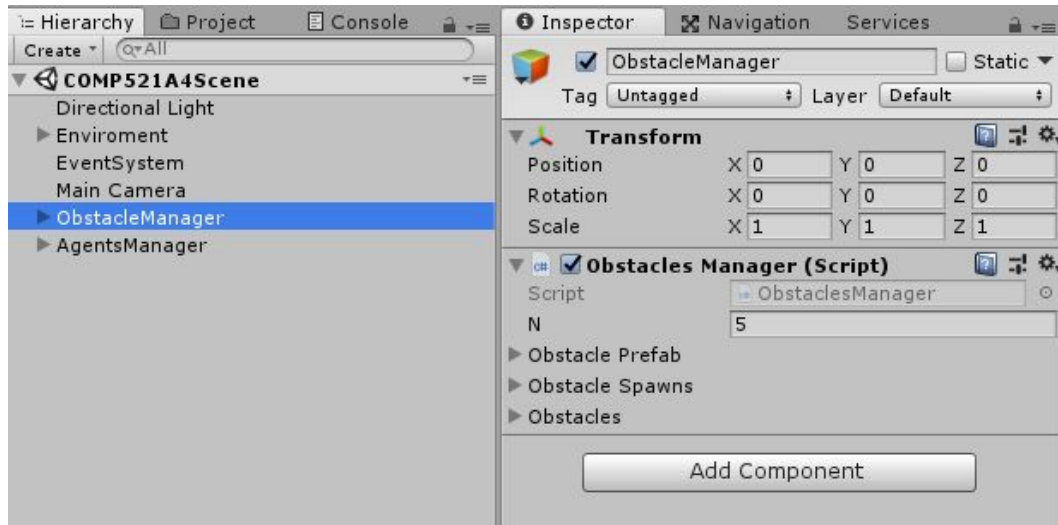 Hierarchy Project Console
Create All
COMP521A4Scene
Directional Light
Enviroment
EventSystem
Main Camera
ObstacleManager
AgentsManager
Inspector Navigation Services
ObstacleManager Static
Tag Untagged Layer Default
Transform
Position X 0 Y 0 Z 0
Rotation X 0 Y 0 Z 0
Scale X 1 Y 1 Z 1
C# Obstacles Manager (Script)
Script ObstaclesManager
N 5
Obstacle Prefab
Obstacle Spawns
Obstacles
Add Component